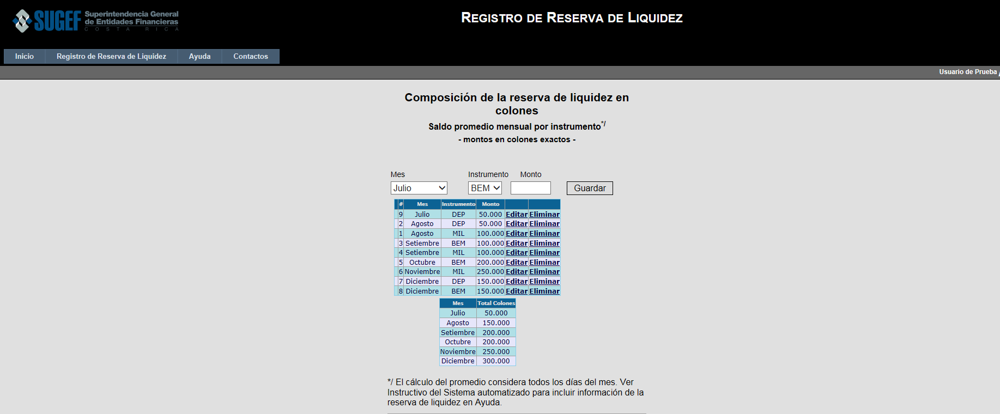 SUGEF Superintendencia General
de Entidades Financieras
COSTA RICA
REGISTRO DE RESERVA DE LIQUIDEZ
Inicio Registro de Reserva de Liquidez Ayuda Contactos
Usuario de Prueba
Composición de la reserva de liquidez en
colones
Saldo promedio mensual por instrumento*/
- montos en colones exactos -
Mes Instrumento Monto
Julio BEM Guardar
# Mes Instrumento Monto
9 Julio DEP 50.000 Editar Eliminar
2 Agosto DEP 50.000 Editar Eliminar
1 Agosto MIL 100.000 Editar Eliminar
3 Setiembre BEM 100.000 Editar Eliminar
4 Setiembre MIL 100.000 Editar Eliminar
5 Octubre BEM 200.000 Editar Eliminar
6 Noviembre MIL 250.000 Editar Eliminar
7 Diciembre DEP 150.000 Editar Eliminar
8 Diciembre BEM 150.000 Editar Eliminar
Mes Total Colones
Julio 50.000
Agosto 150.000
Setiembre 200.000
Octubre 200.000
Noviembre 250.000
Diciembre 300.000
*/ El cálculo del promedio considera todos los días del mes. Ver
Instructivo del Sistema automatizado para incluir información de la
reserva de liquidez en Ayuda.